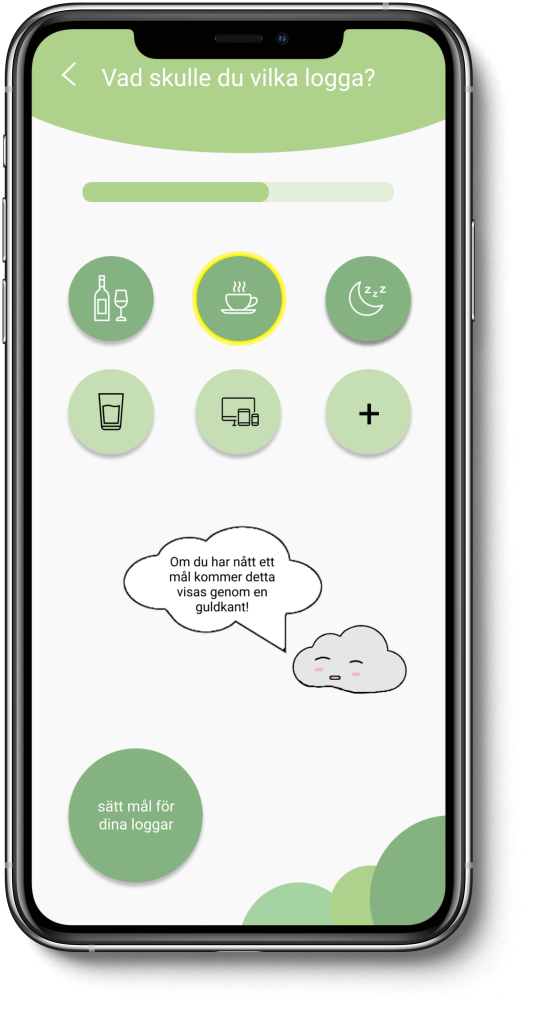 Vad skulle du vilka logga?
z z z
Om du har nått ett
mål kommer detta
visas genom en
guldkant!
sätt mål för
dina loggar